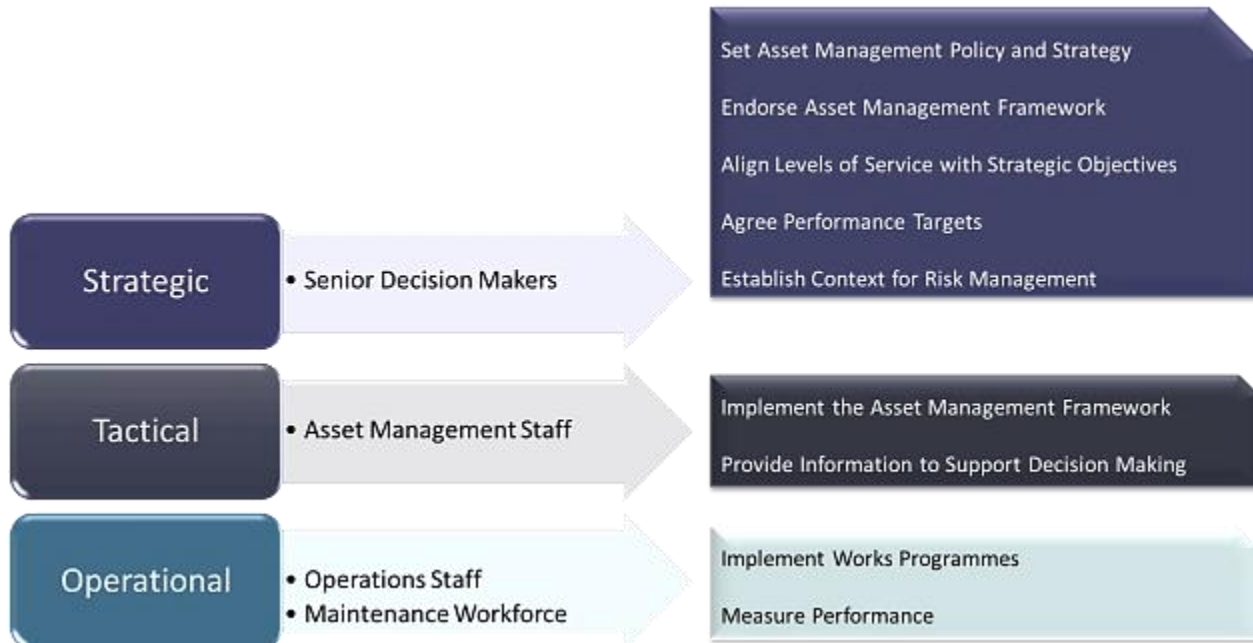 Strategic
• Senior Decision Makers
Set Asset Management Policy and Strategy
Endorse Asset Management Framework
Align Levels of Service with Strategic Objectives
Agree Performance Targets
Establish Context for Risk Management
Tactical
• Asset Management Staff
Implement the Asset Management Framework
Provide Information to Support Decision Making
Operational
• Operations Staff
• Maintenance Workforce
Implement Works Programmes
Measure Performance